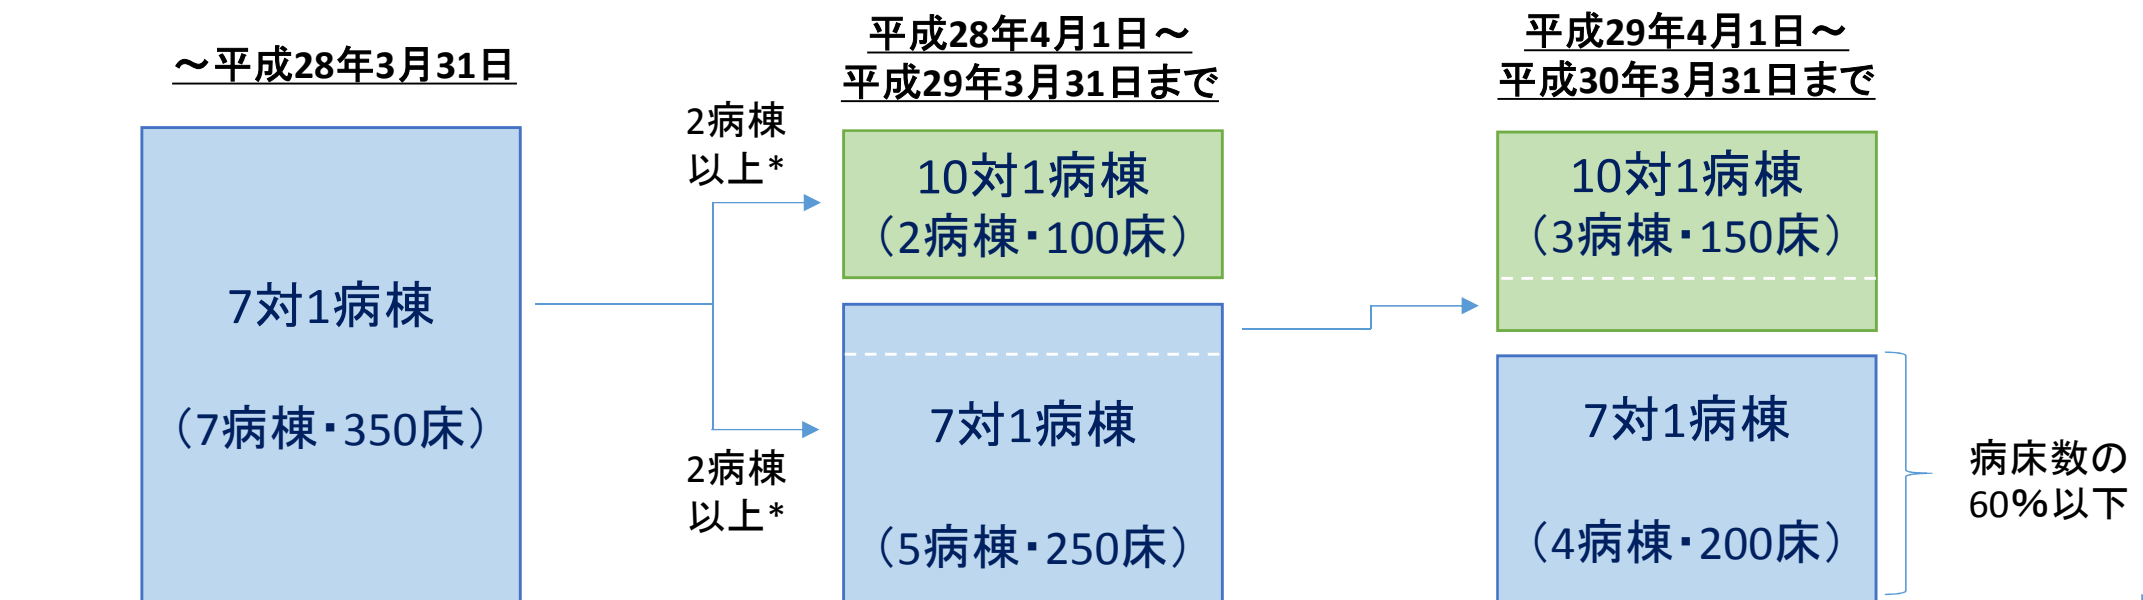 ～平成28年3月31日
7対1病棟
（7病棟・350床）
2病棟
以上*
2病棟
以上*
平成28年4月1日～
平成29年3月31日まで
10対1病棟
（2病棟・100床）
7対1病棟
（5病棟・250床）
平成29年4月1日～
平成30年3月31日まで
10対1病棟
（3病棟・150床）
7対1病棟
（4病棟・200床）
病床数の
60%以下